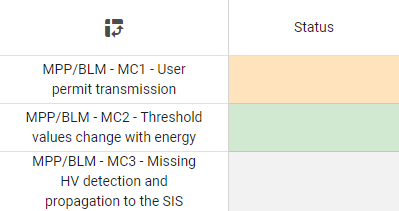 Status
MPP/BLM - MC1 - User
permit transmission
MPP/BLM - MC2 - Threshold
values change with energy
MPP/BLM - MC3 - Missing
HV detection and
propagation to the SIS